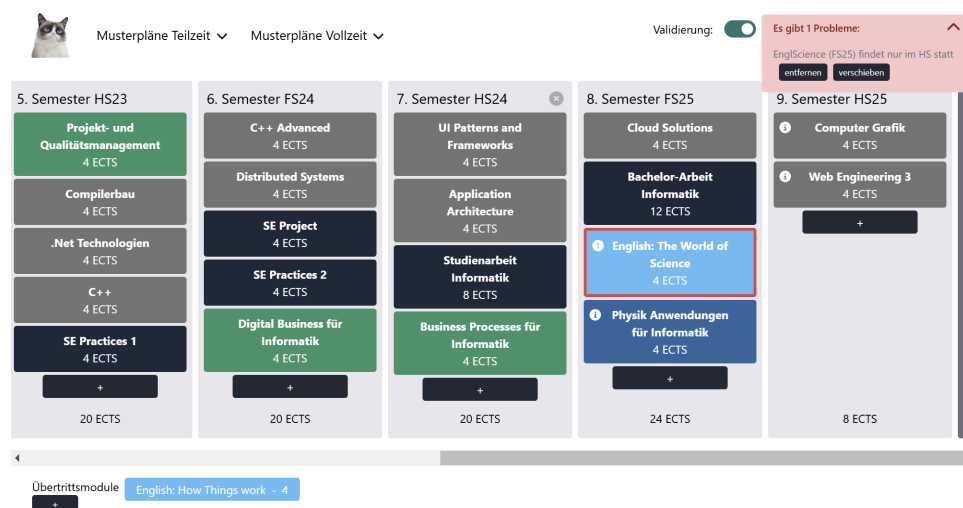 Musterpläne Teilzeit
Musterpläne Vollzeit
Validierung:
Es gibt 1 Probleme:
EnglScience (FS25) findet nur im HS statt
entfernen
verschieben
5. Semester HS23
Projekt- und
Qualitätsmanagement
4 ECTS
Compilerbau
4 ECTS
.Net Technologien
4 ECTS
C++
4 ECTS
SE Practices 1
4 ECTS
+
20 ECTS
6. Semester FS24
C++ Advanced
4 ECTS
Distributed Systems
4 ECTS
SE Project
4 ECTS
SE Practices 2
4 ECTS
Digital Business für
Informatik
4 ECTS
+
20 ECTS
7. Semester HS24
UI Patterns and
Frameworks
4 ECTS
Application
Architecture
4 ECTS
Studienarbeit
Informatik
8 ECTS
Business Processes für
Informatik
4 ECTS
+
20 ECTS
8. Semester FS25
Cloud Solutions
4 ECTS
Bachelor-Arbeit
Informatik
12 ECTS
English: The World of
Science
4 ECTS
Physik Anwendungen
für Informatik
4 ECTS
+
24 ECTS
9. Semester HS25
Computer Grafik
4 ECTS
Web Engineering 3
4 ECTS
+
8 ECTS
Übertrittsmodule
English: How Things work - 4
+